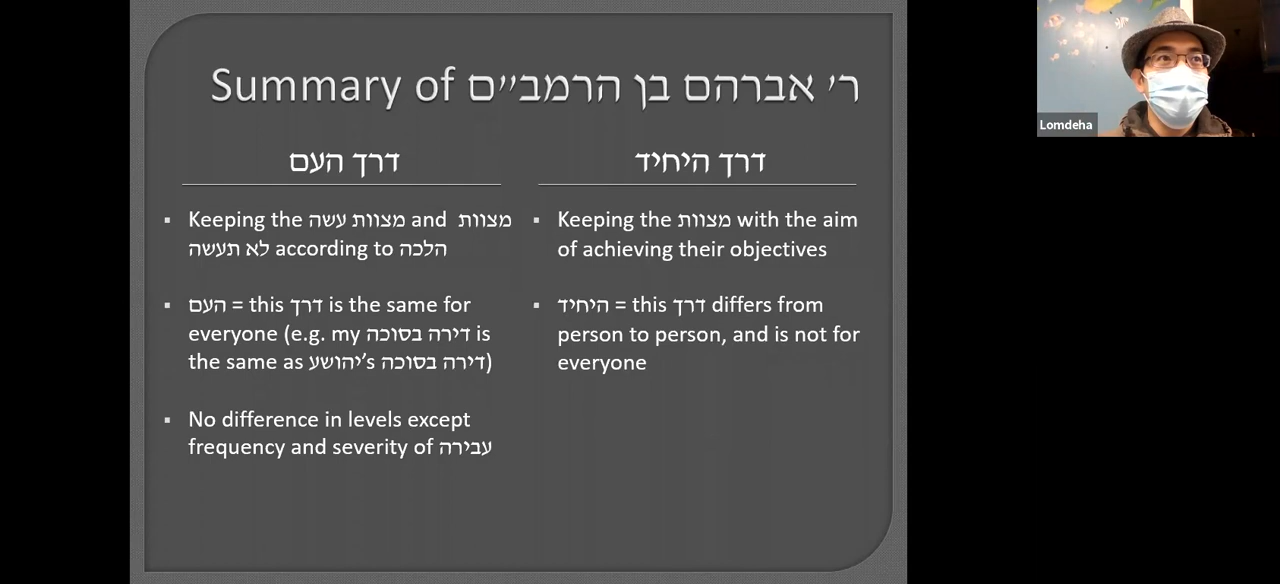 Summary of ר' אברהם בן הרמב"ים
דרך העם
▪ Keeping the מצוות עשה and מצוות
לא תעשה according to הלכה
▪ העם = this דרך is the same for
everyone (e.g. my דירה בסוכה is
the same as יהושע's דירה בסוכה)
▪ No difference in levels except
frequency and severity of עבירה
דרך היחיד
▪ Keeping the מצוות with the aim
of achieving their objectives
▪ היחיד = this דרך differs from
person to person, and is not for
everyone
Lomdeha